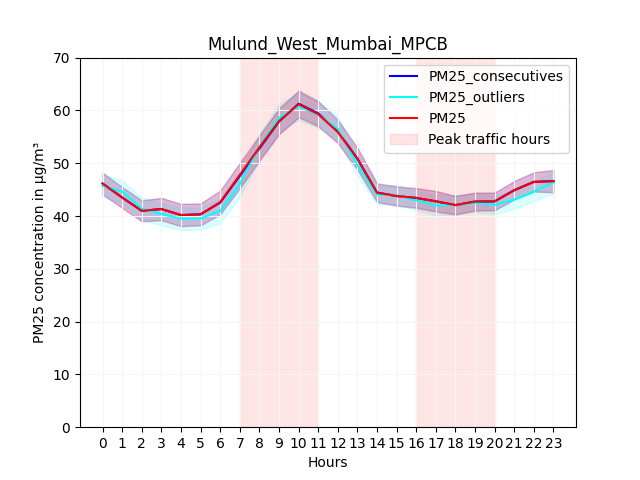 Mulund_West_Mumbai_MPCB
PM25 concentration in µg/m³
70
60
50
40
30
20
10
0
PM25_consecutives
PM25_outliers
PM25
Peak traffic hours
0 1 2 3 4 5 6 7 8 9 10 11 12 13 14 15 16 17 18 19 20 21 22 23
Hours